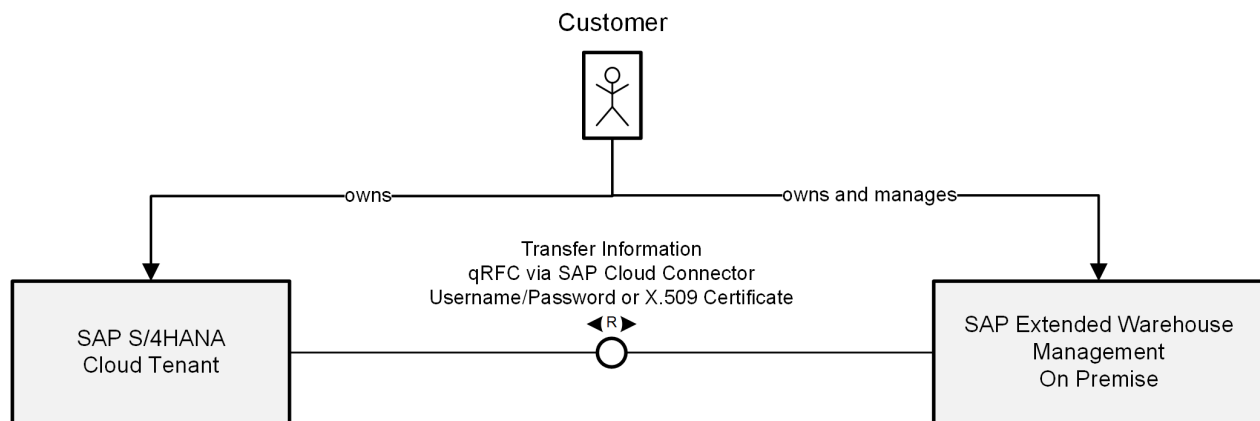 Customer
owns
owns and manages
Transfer Information
qRFC via SAP Cloud Connector
Username/Password or X.509 Certificate
R
SAP S/4HANA
Cloud Tenant
SAP Extended Warehouse
Management
On Premise